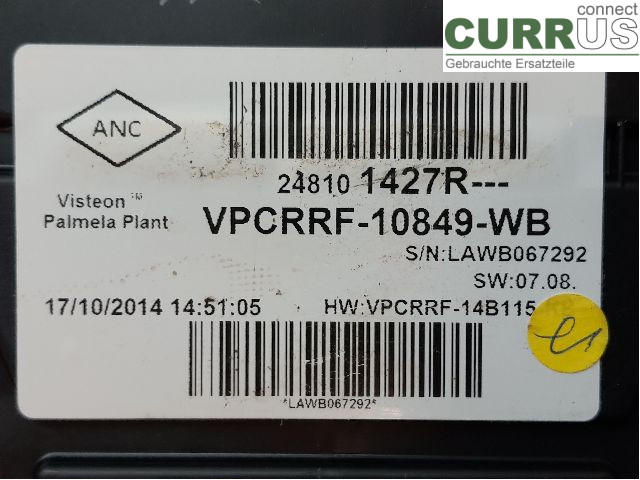 connect
CURRUS
Gebrauchte Ersatzteile
ANC
24810 1427R---
Visteon™
Palmela Plant
VPCRRF-10849-WB
S/N:LAWB067292
SW:07.08.
17/10/2014 14:51:05
HW:VPCRRF-14B115
*LAWB067292*